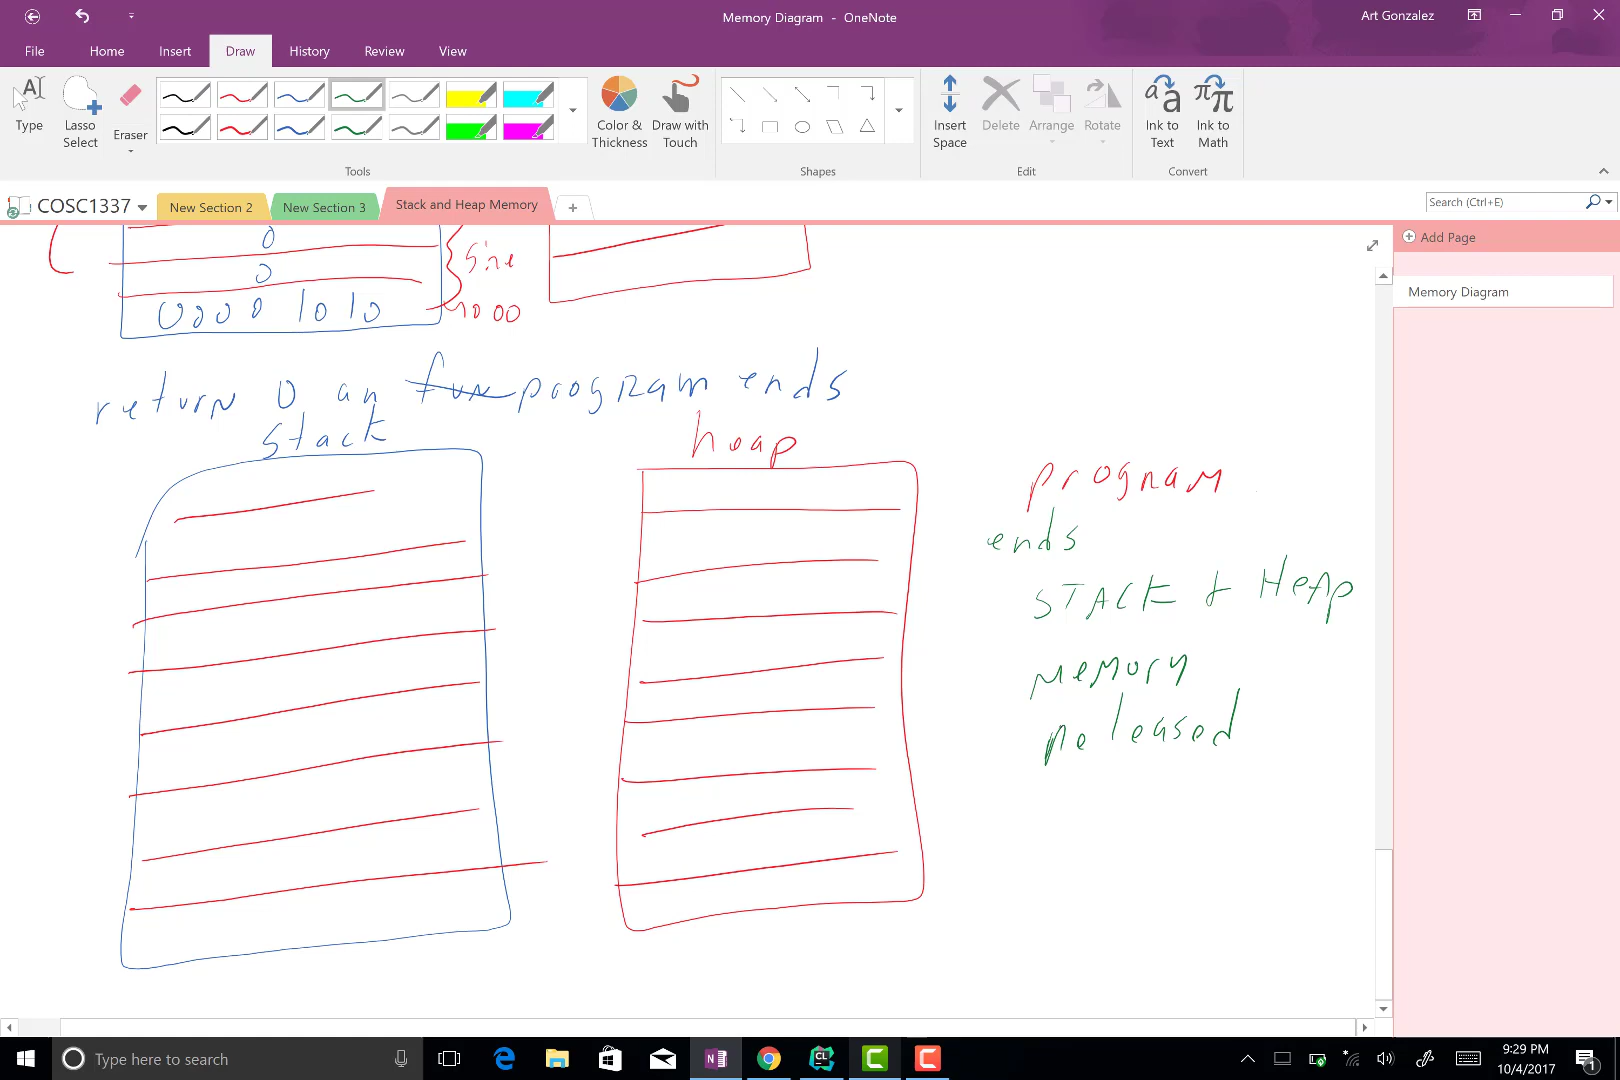 Memory Diagram - OneNote
Art Gonzalez
File Home Insert Draw History Review View
Type
Lasso Select
Eraser
Color & Thickness
Draw with Touch
Insert Space
Delete
Arrange
Rotate
Ink to Text
Ink to Math
Tools
Shapes
Edit
Convert
COSC1337
New Section 2
New Section 3
Stack and Heap Memory
Search (Ctrl+E)
Add Page
Memory Diagram
0
0
0000 1010
1000
return 0 an fun program ends
Stack
heap
program
ends
STACK & HEAp
Memory
Released
Type here to search
9:29 PM
10/4/2017
1